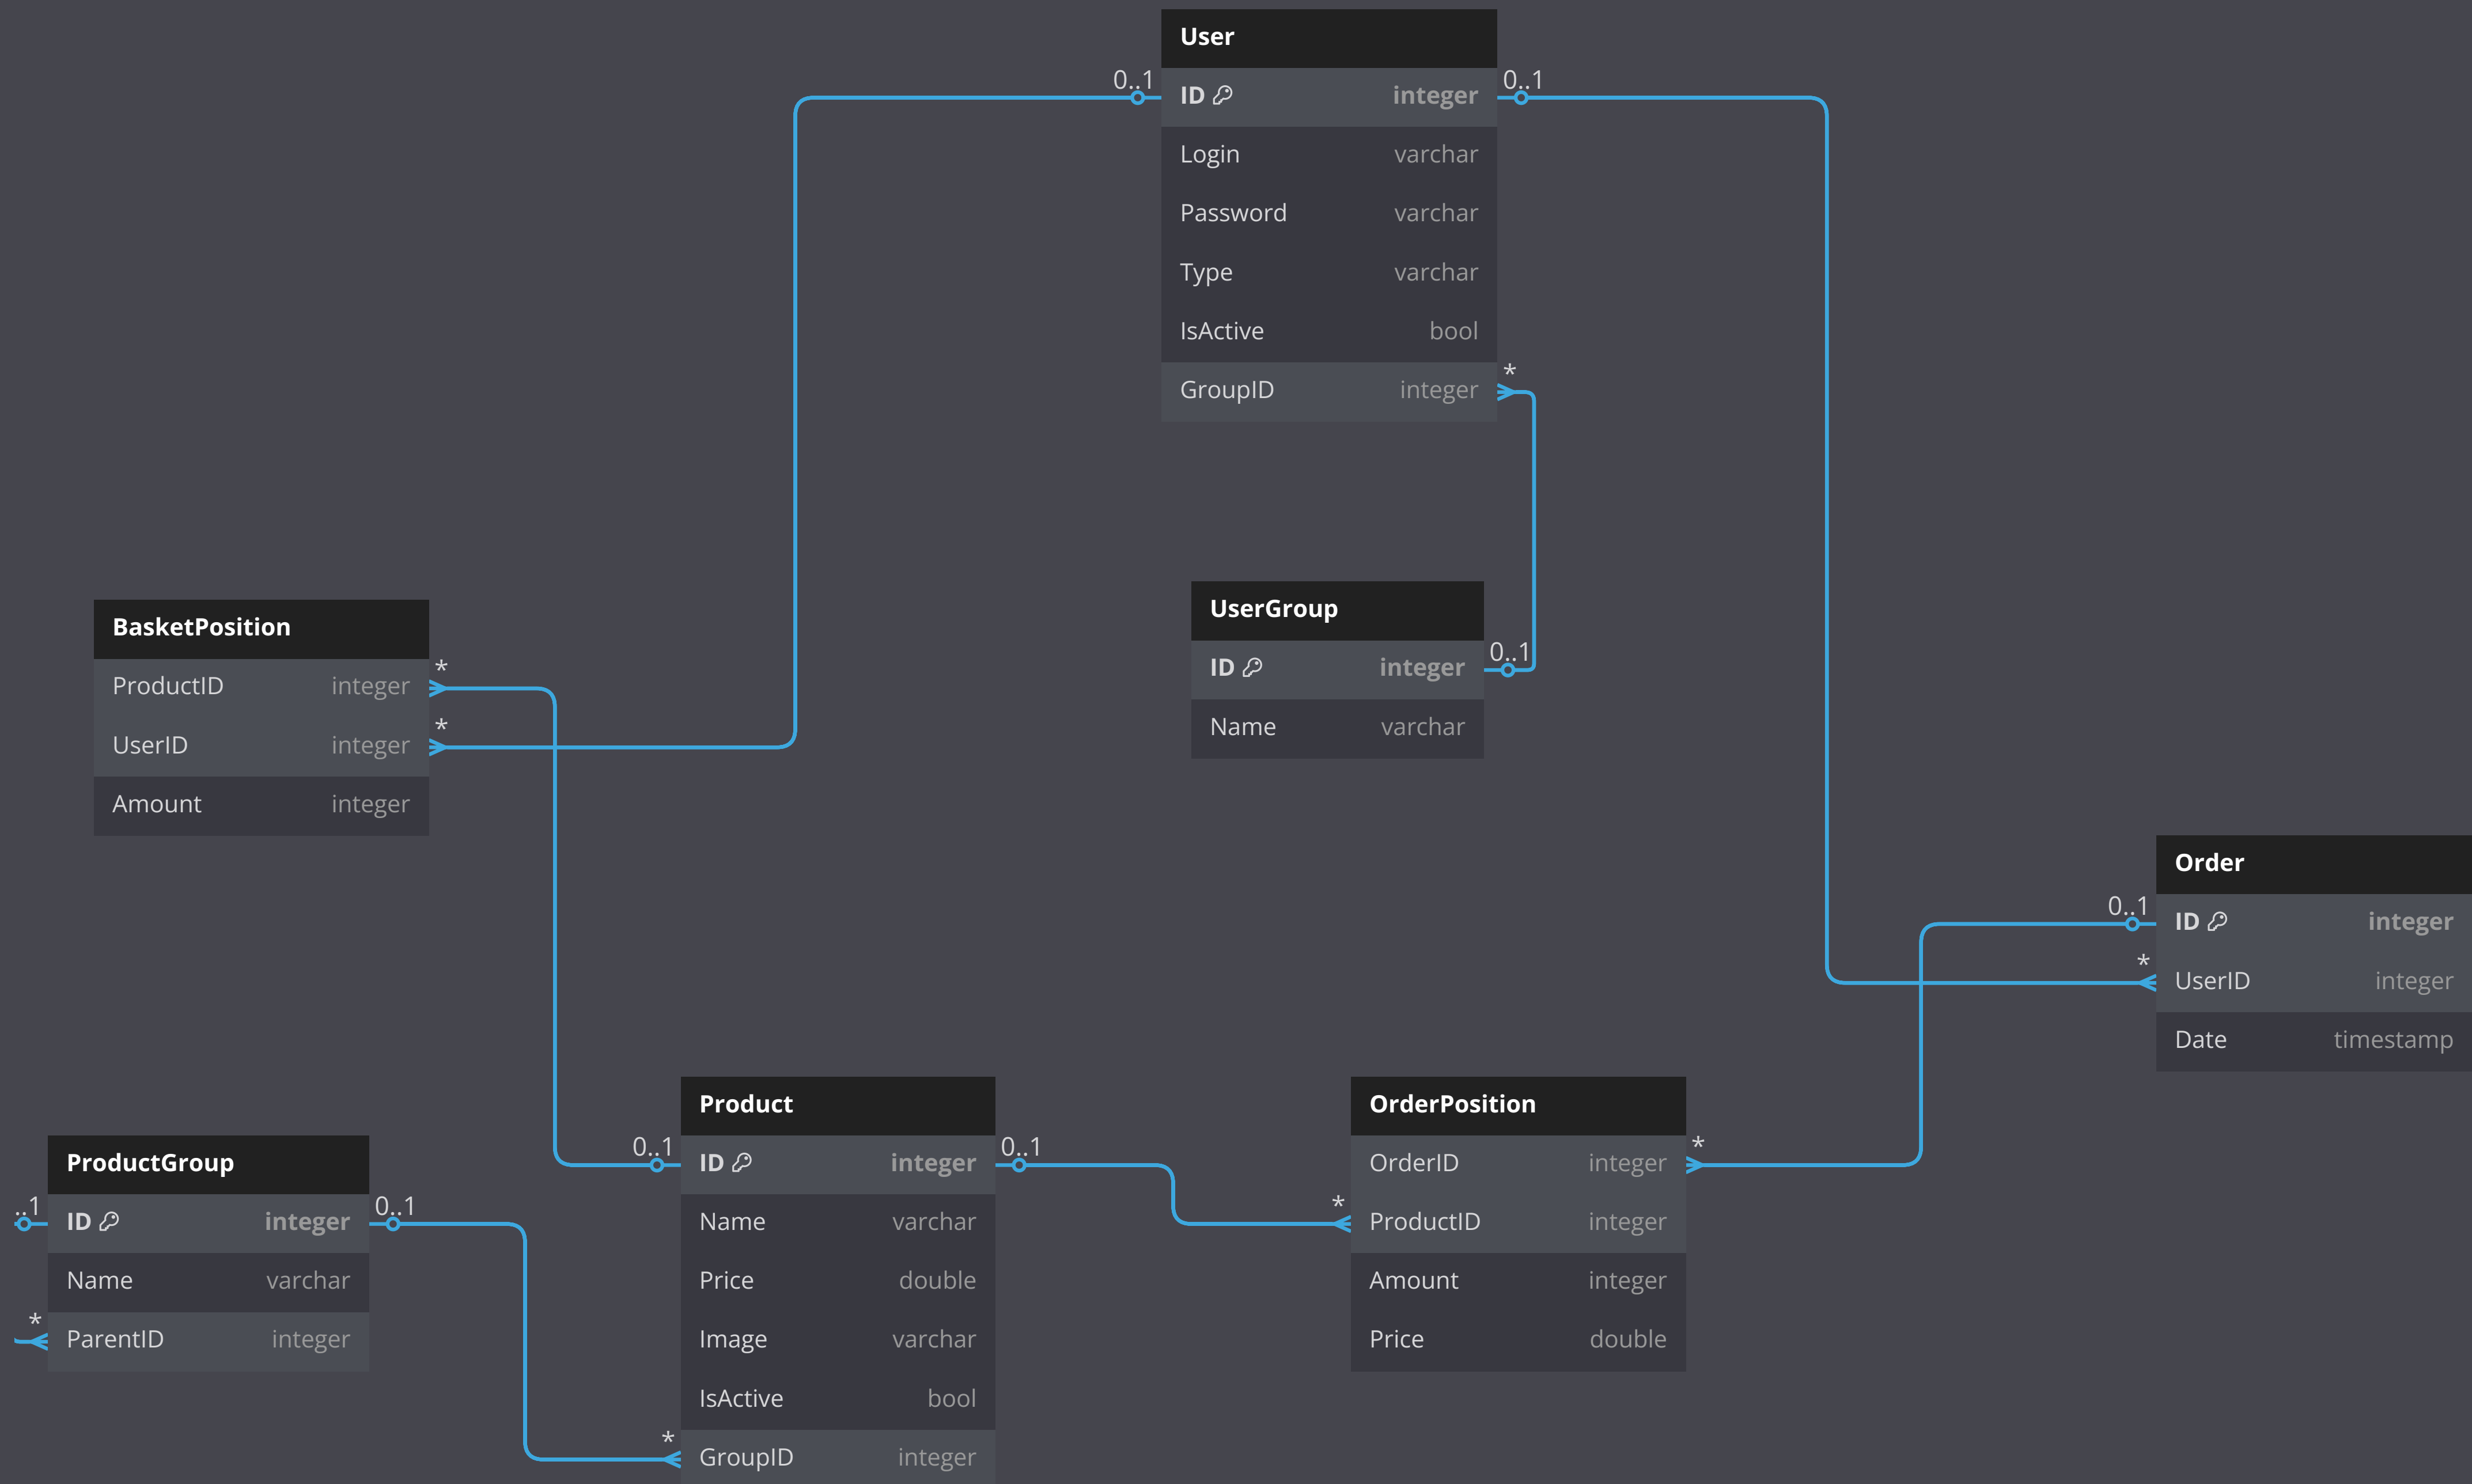 User
0..1
ID integer
0..1
Login varchar
Password varchar
Type varchar
IsActive bool
*
GroupID integer
UserGroup
0..1
ID integer
Name varchar
BasketPosition
*
ProductID integer
*
UserID integer
Amount integer
Order
0..1
ID integer
*
UserID integer
Date timestamp
ProductGroup
..1
ID integer
0..1
Name varchar
*
ParentID integer
Product
0..1
ID integer
0..1
Name varchar
Price double
Image varchar
IsActive bool
*
GroupID integer
OrderPosition
*
OrderID integer
*
ProductID integer
Amount integer
Price double